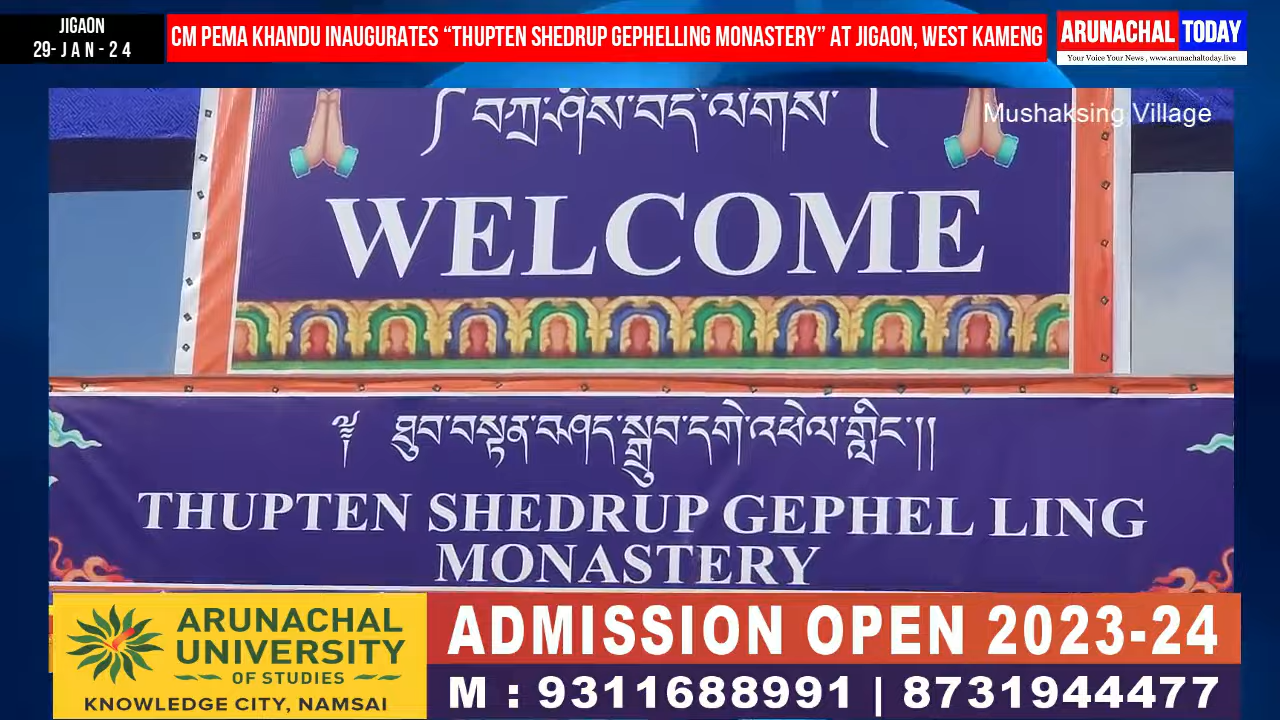 JIGAON
29-JAN-24
CM PEMA KHANDU INAUGURATES “THUPTEN SHEDRUP GEPHELLING MONASTERY” AT JIGAON, WEST KAMENG
ARUNACHAL TODAY
Your Voice Your News , www.arunachaltoday.live
Mushaksing Village
༼ བཀྲ་ཤིས་བདེ་ལེགས་ ༽
WELCOME
༄ ཐུབ་བསྟན་བཤད་སྒྲུབ་དགེ་འཕེལ་གླིང་།།
THUPTEN SHEDRUP GEPHEL LING
MONASTERY
ARUNACHAL
UNIVERSITY
OF STUDIES
KNOWLEDGE CITY, NAMSAI
ADMISSION OPEN 2023-24
M : 9311688991 | 8731944477